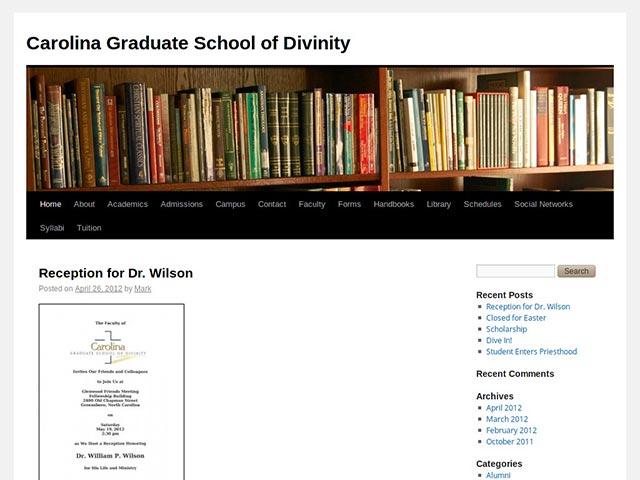 Carolina Graduate School of Divinity
Home About Academics Admissions Campus Contact Faculty Forms Handbooks Library Schedules Social Networks
Syllabi Tuition
Reception for Dr. Wilson
Posted on April 26, 2012 by Mark
The Faculty of
Carolina
GRADUATE SCHOOL OF DIVINITY
Invites Our Friends and Colleagues
to Join Us at
Glenwood Friends Meeting
Fellowship Building
2400 Old Chapman Street
Greensboro, North Carolina
on
Saturday
May 19, 2012
2:30 pm
as We Host a Reception Honoring
Dr. William P. Wilson
for His Life and Ministry
Search
Recent Posts
Reception for Dr. Wilson
Closed for Easter
Scholarship
Dive In!
Student Enters Priesthood
Recent Comments
Archives
April 2012
March 2012
February 2012
October 2011
Categories
Alumni